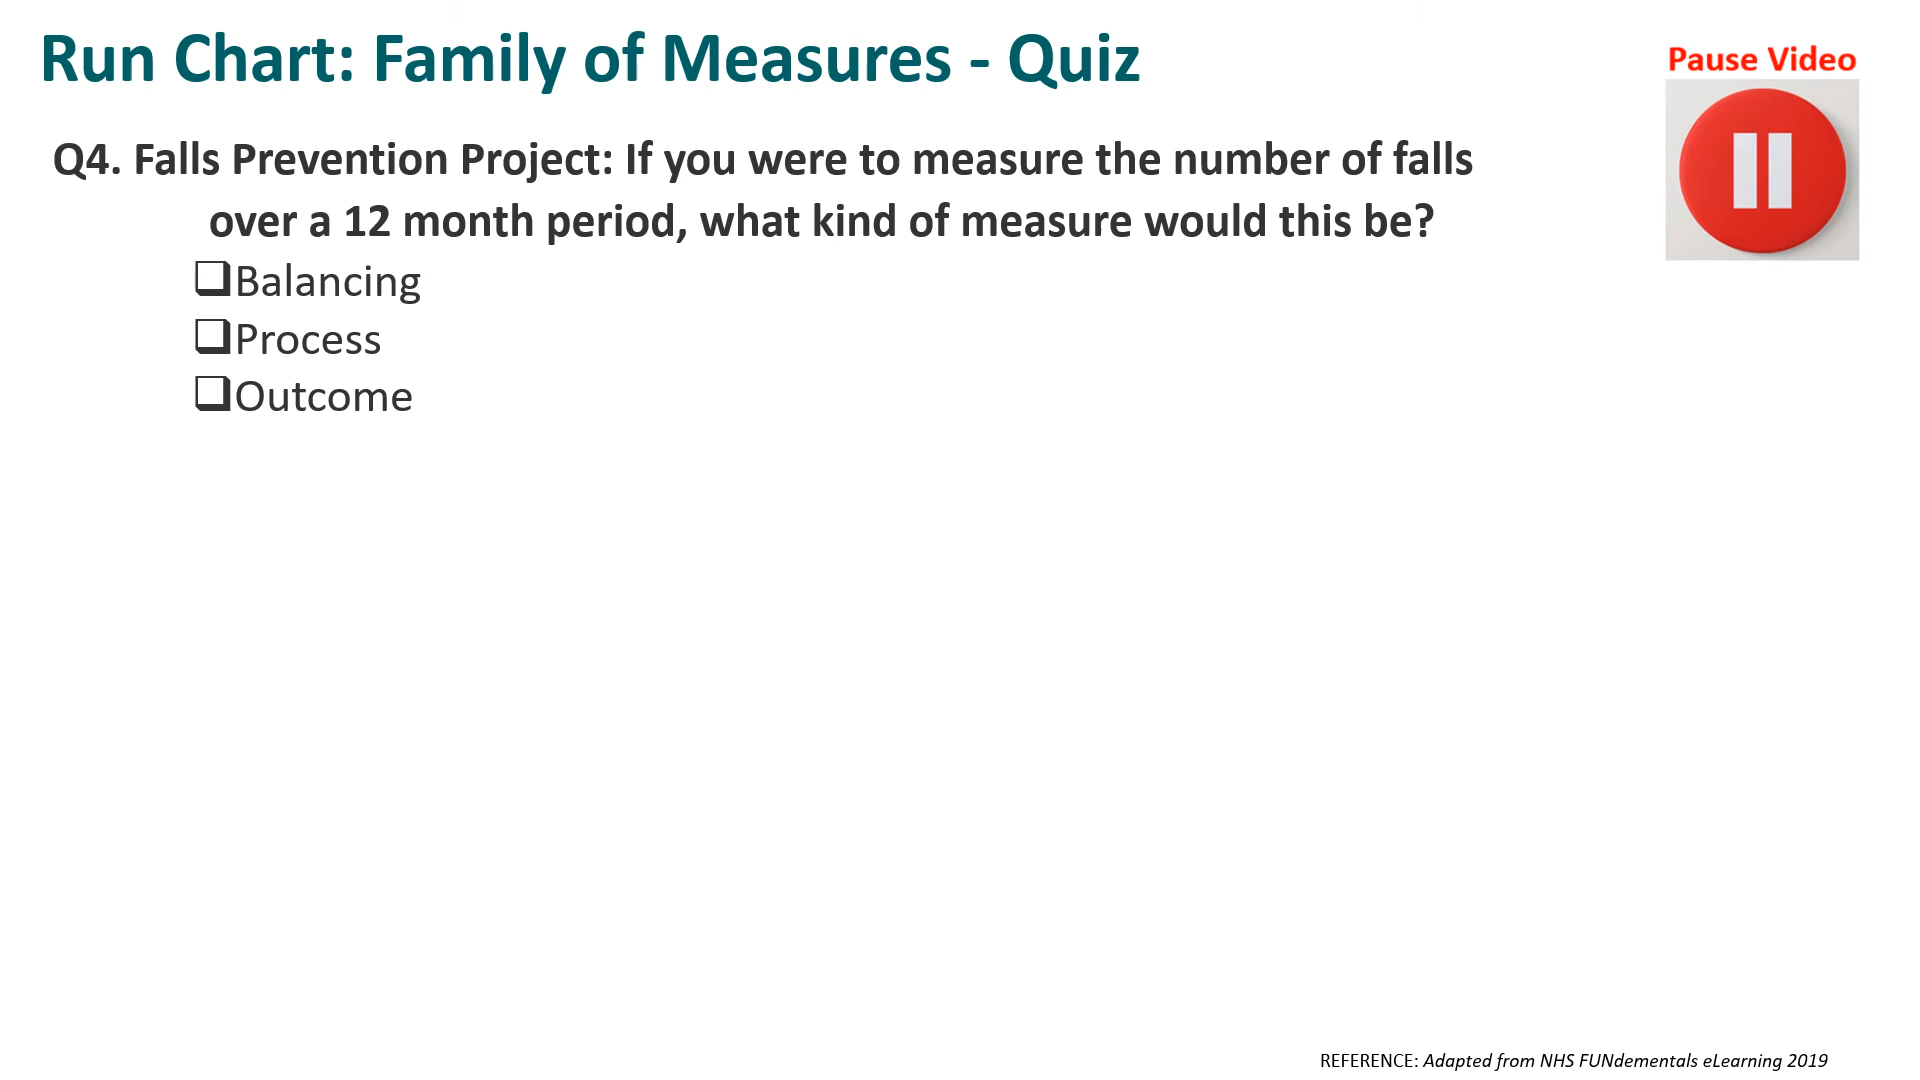 Run Chart: Family of Measures - Quiz
Pause Video
Q4. Falls Prevention Project: If you were to measure the number of falls
over a 12 month period, what kind of measure would this be?
❑Balancing
❑Process
❑Outcome
REFERENCE: Adapted from NHS FUNdementals eLearning 2019